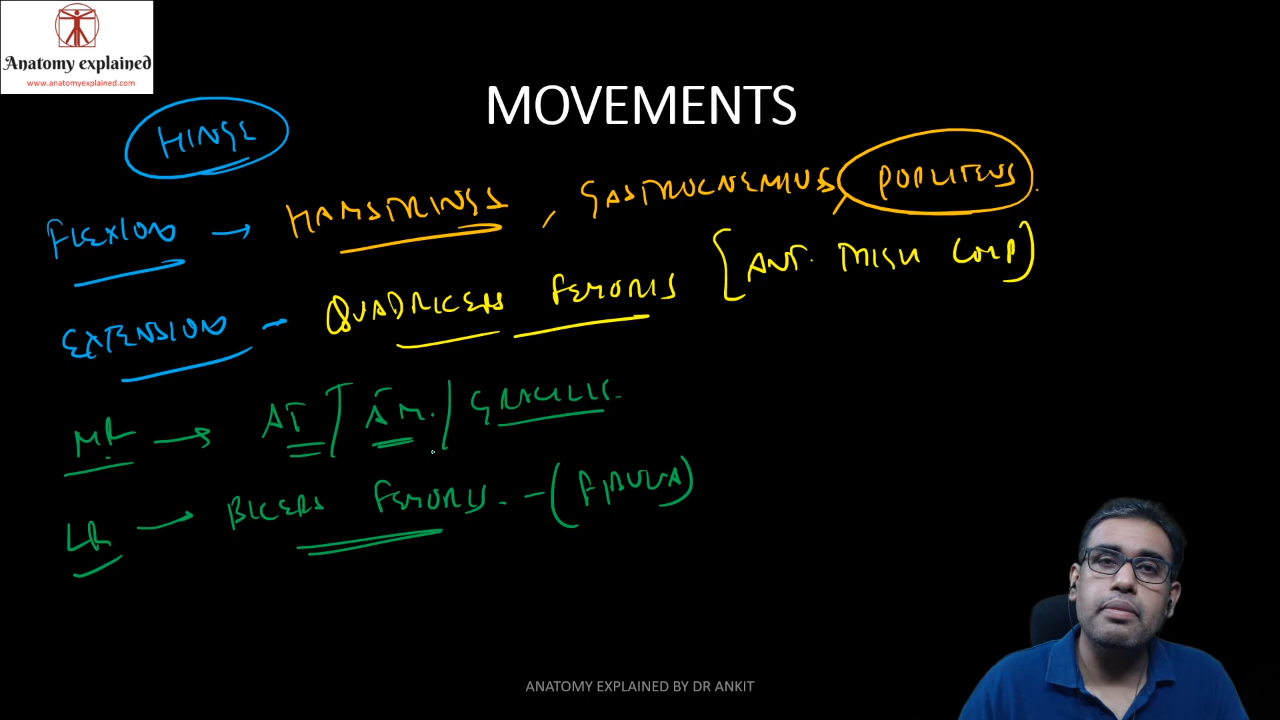 Anatomy explained
www.anatomyexplained.com
MOVEMENTS
HINGE
FLEXION → HAMSTRINGS, GASTROCNEMIUS, POPLITEUS.
EXTENSION - QUADRICEPS FEMORIS [ANT. THIGH COMP]
MR → AT / AM. / GRACILIS.
LR → BICEPS FEMORIS. - (FIBULA)
ANATOMY EXPLAINED BY DR ANKIT